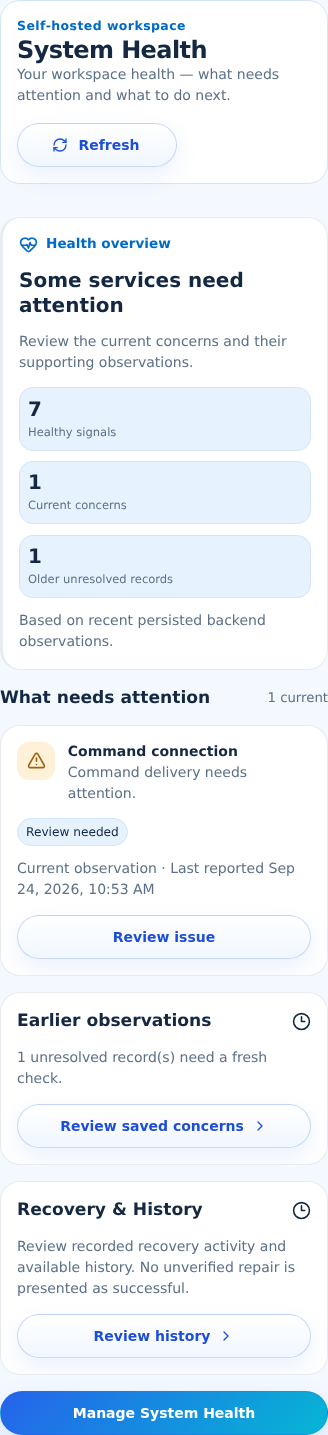 Self-hosted workspace
System Health
Your workspace health — what needs
attention and what to do next.
Refresh
Health overview
Some services need
attention
Review the current concerns and their
supporting observations.
7
Healthy signals
1
Current concerns
1
Older unresolved records
Based on recent persisted backend
observations.
What needs attention
1 current
Command connection
Command delivery needs
attention.
Review needed
Current observation · Last reported Sep
24, 2026, 10:53 AM
Review issue
Earlier observations
1 unresolved record(s) need a fresh
check.
Review saved concerns
Recovery & History
Review recorded recovery activity and
available history. No unverified repair is
presented as successful.
Review history
Manage System Health